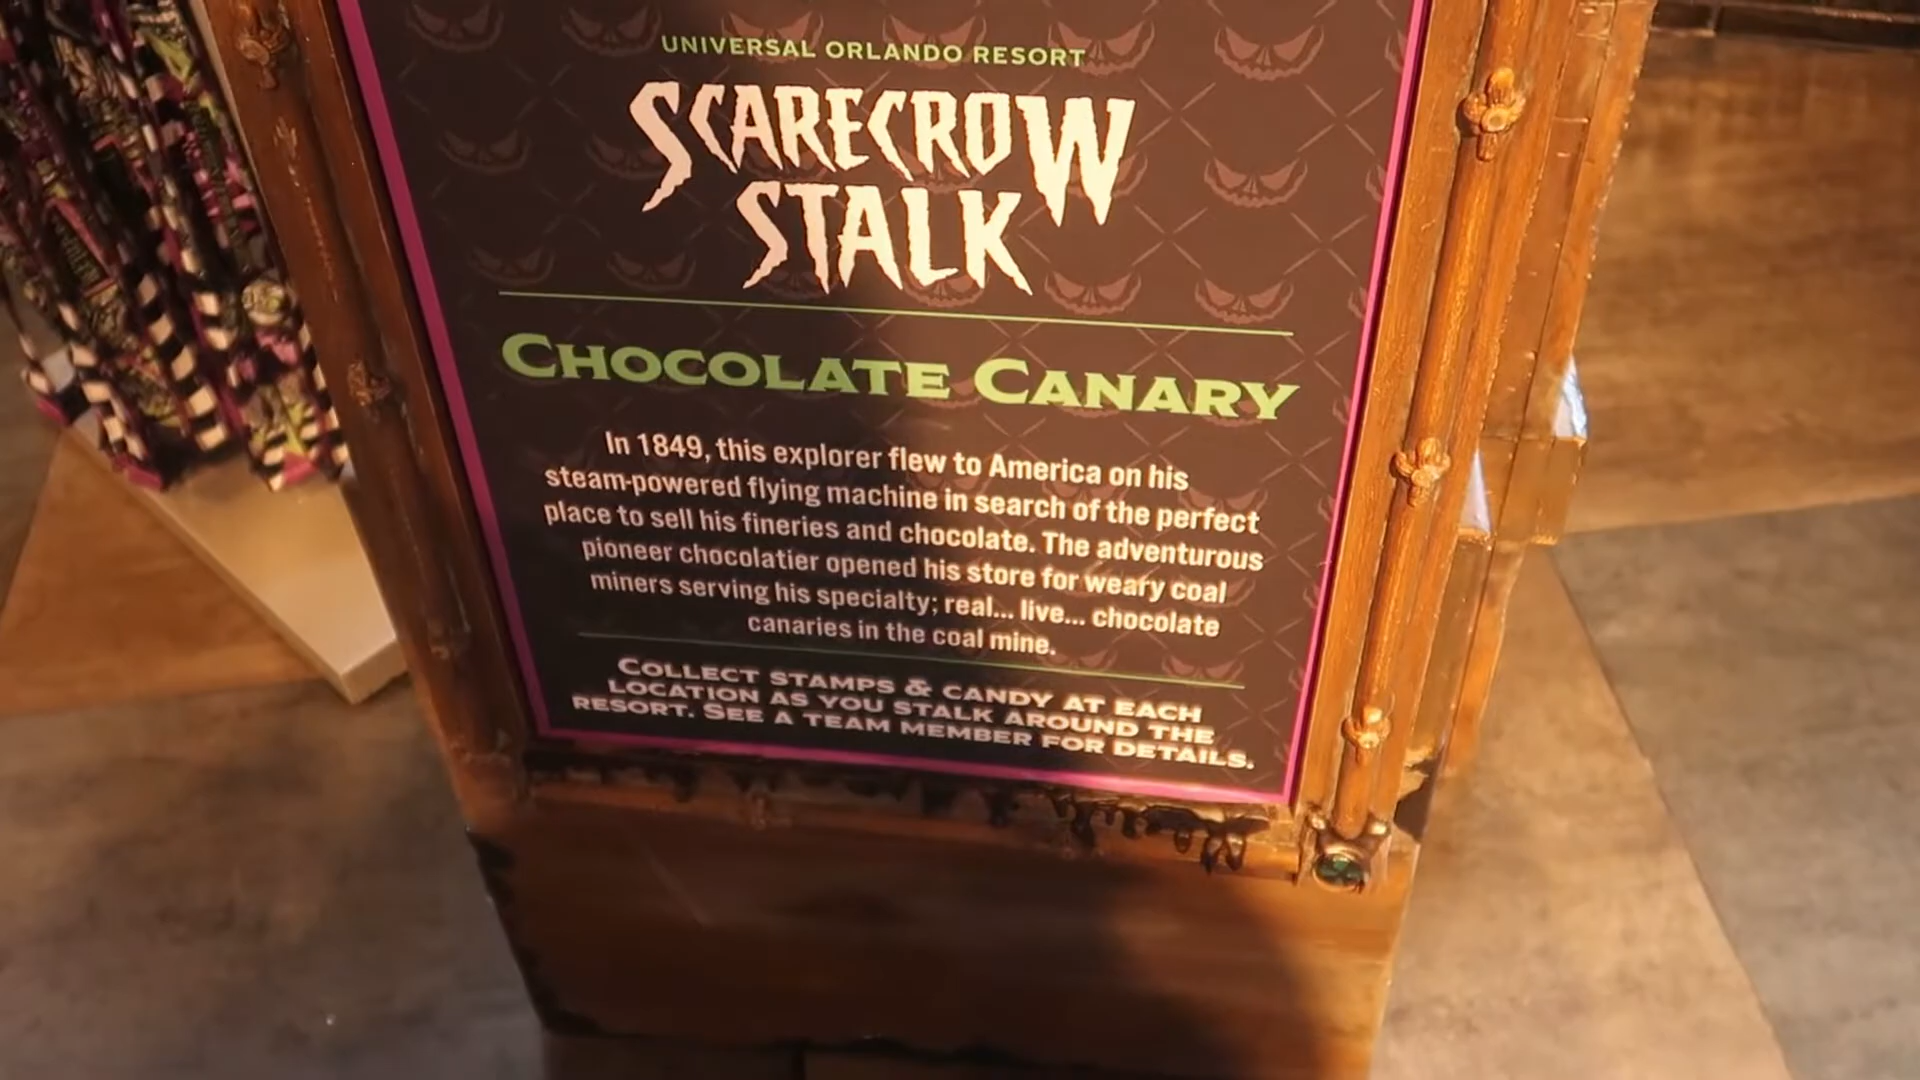 UNIVERSAL ORLANDO RESORT
SCARECROW
STALK
CHOCOLATE CANARY
In 1849, this explorer flew to America on his
steam-powered flying machine in search of the perfect
place to sell his fineries and chocolate. The adventurous
pioneer chocolatier opened his store for weary coal
miners serving his specialty; real... live... chocolate
canaries in the coal mine.
COLLECT STAMPS & CANDY AT EACH
LOCATION AS YOU STALK AROUND THE
RESORT. SEE A TEAM MEMBER FOR DETAILS.